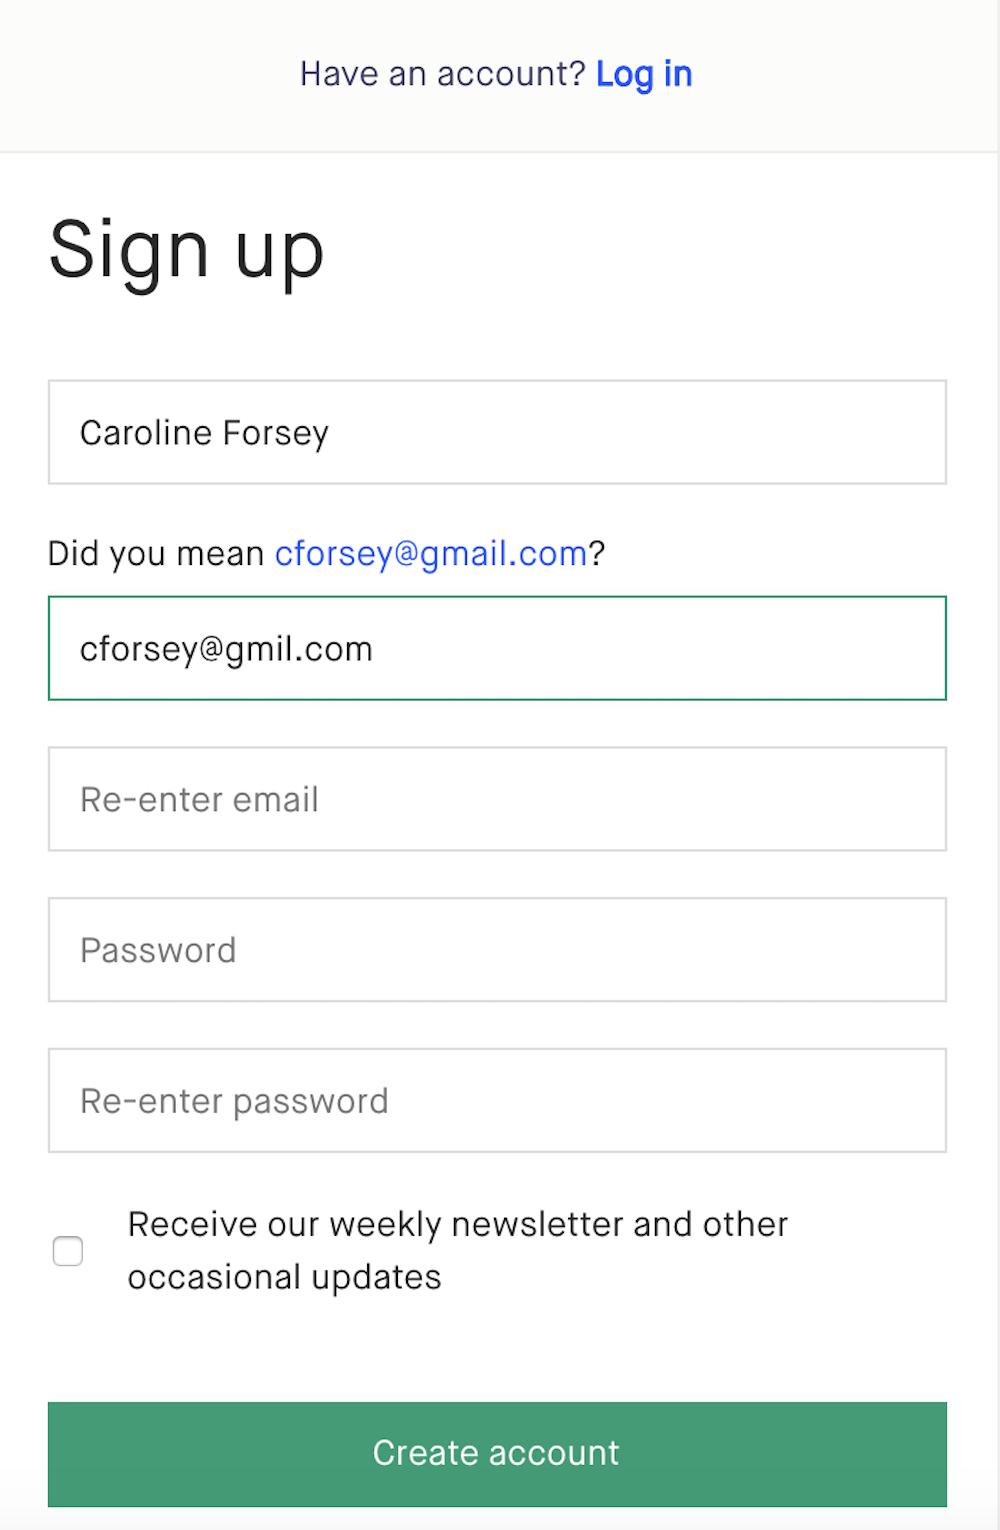 Have an account? Log in
Sign up
Caroline Forsey
Did you mean cforsey@gmail.com?
cforsey@gmil.com
Re-enter email
Password
Re-enter password
Receive our weekly newsletter and other
occasional updates
Create account